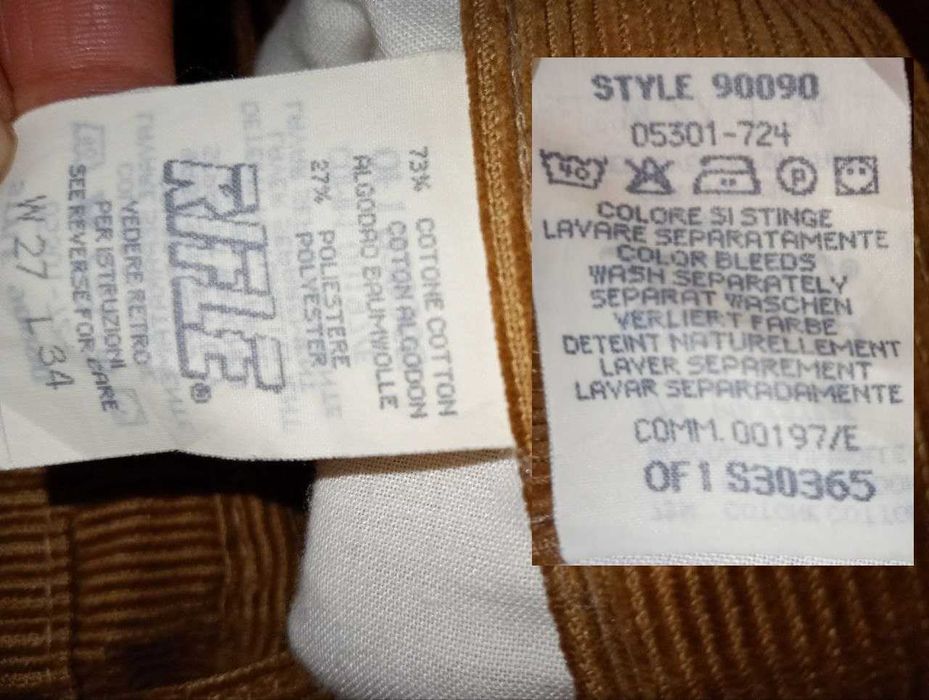 73% COTONE COTTON
COTON ALGODON
ALGODAO BAUMWOLLE
27% POLIESTERE
POLYESTER
RIFLE®
VEDERE RETRO
PER ISTRUZIONI
SEE REVERSE FOR CARE
W 27 L 34
STYLE 90090
05301-724
40 P
COLORE SI STINGE
LAVARE SEPARATAMENTE
COLOR BLEEDS
WASH SEPARATELY
SEPARAT WASCHEN
VERLIERT FARBE
DETEINT NATURELLEMENT
LAVER SEPAREMENT
LAVAR SEPARADAMENTE
COMM. 00197/E
OF1 S30365